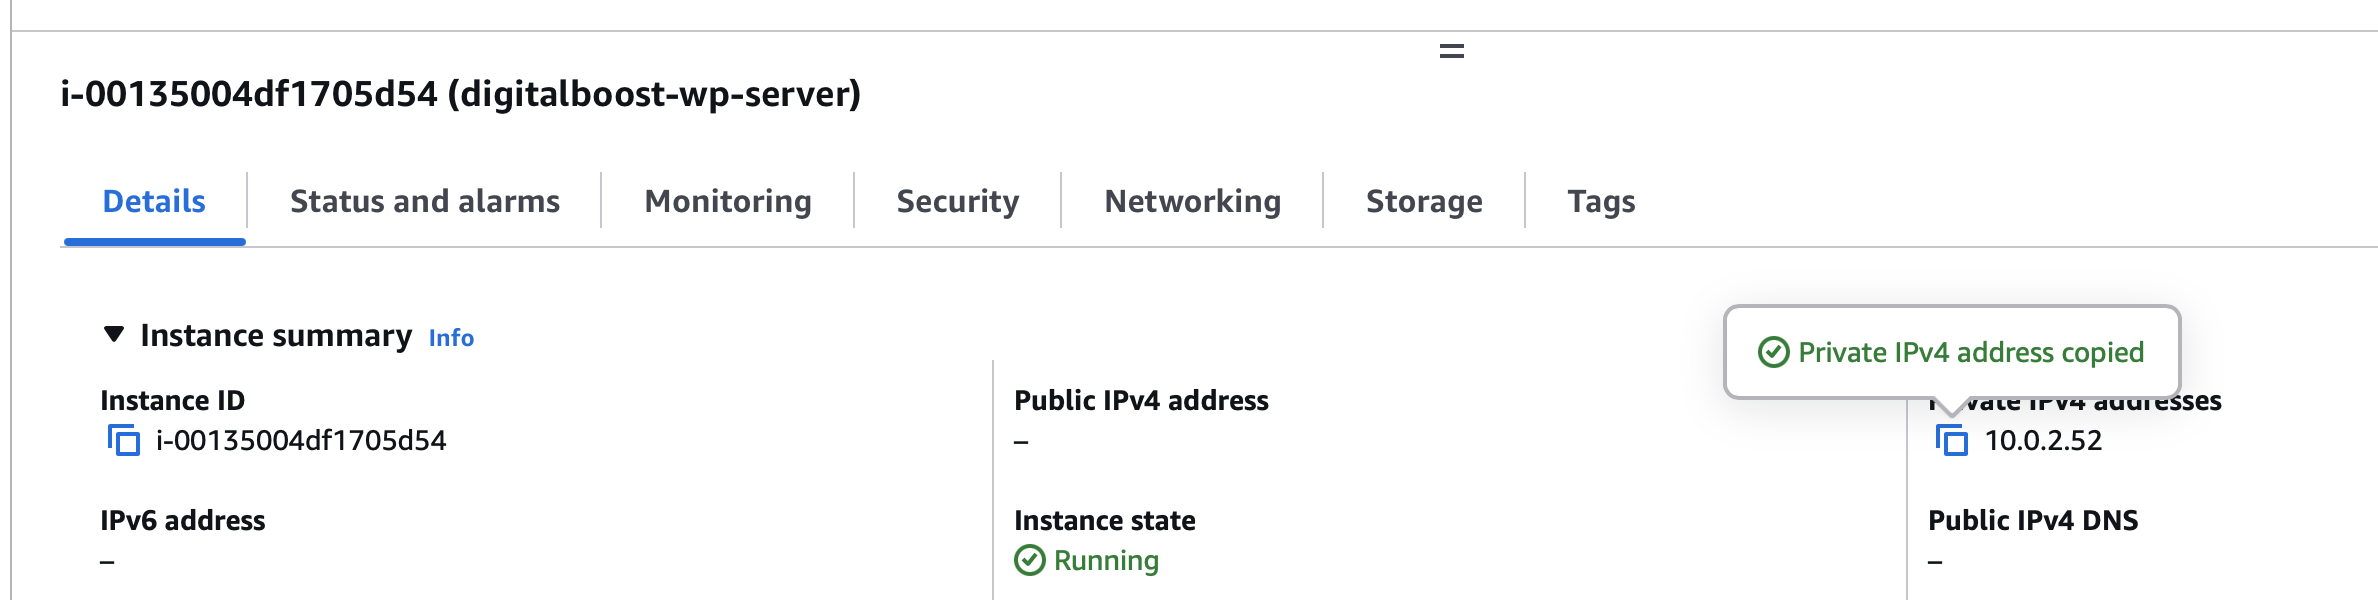 i-00135004df1705d54 (digitalboost-wp-server)
Details
Status and alarms
Monitoring
Security
Networking
Storage
Tags
Instance summary Info
Private IPv4 address copied
Instance ID
i-00135004df1705d54
Public IPv4 address
–
Private IPv4 addresses
10.0.2.52
IPv6 address
–
Instance state
Running
Public IPv4 DNS
–